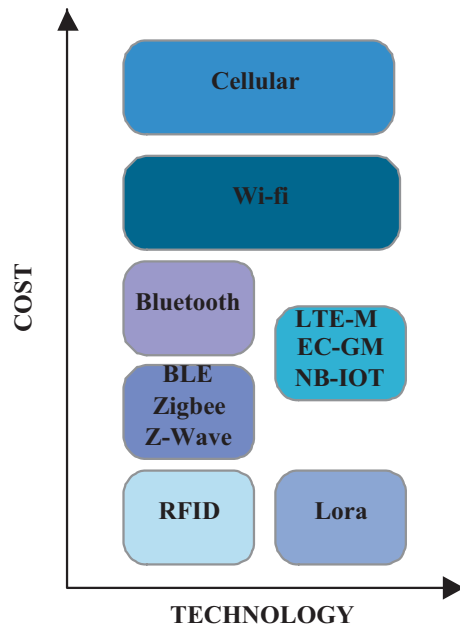 Cellular
Wi-fi
Bluetooth
LTE-M
EC-GM
NB-IOT
BLE
Zigbee
Z-Wave
RFID
Lora
COST
TECHNOLOGY